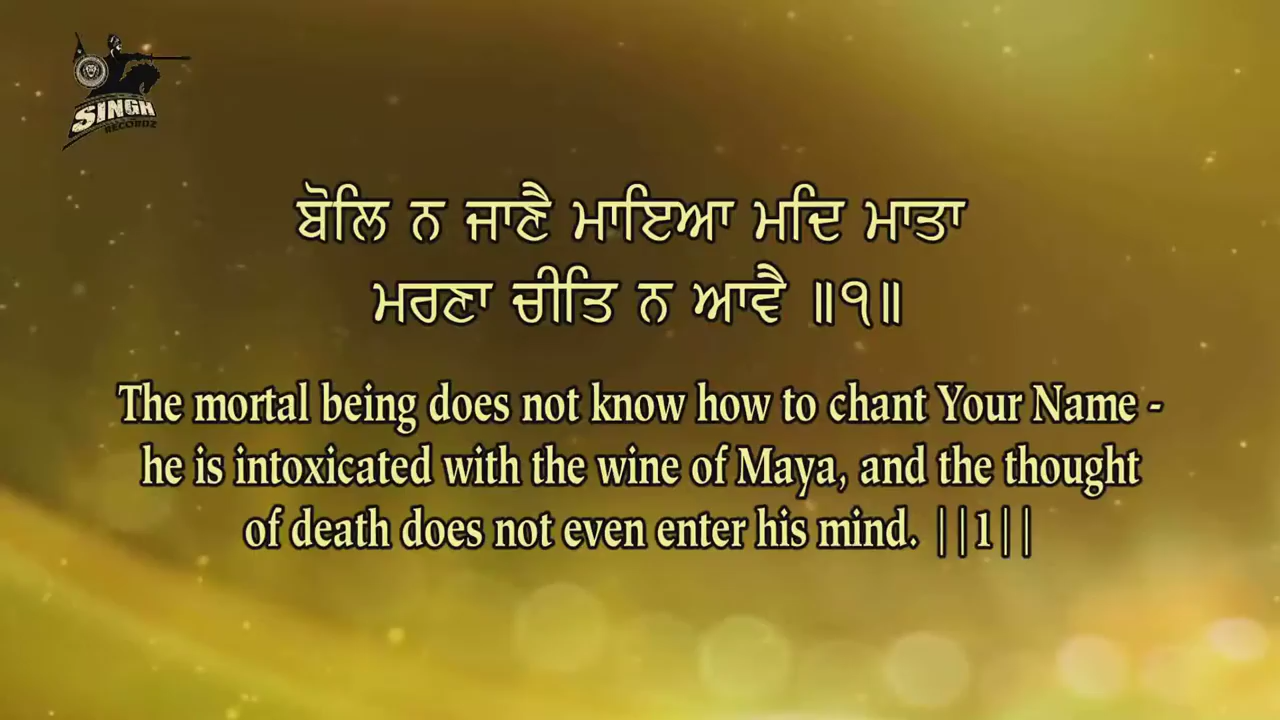 SINGH
RECORDZ
ਬੋਲਿ ਨ ਜਾਣੈ ਮਾਇਆ ਮਦਿ ਮਾਤਾ
ਮਰਣਾ ਚੀਤਿ ਨ ਆਵੈ ॥੧॥
The mortal being does not know how to chant Your Name -
he is intoxicated with the wine of Maya, and the thought
of death does not even enter his mind. ||1||